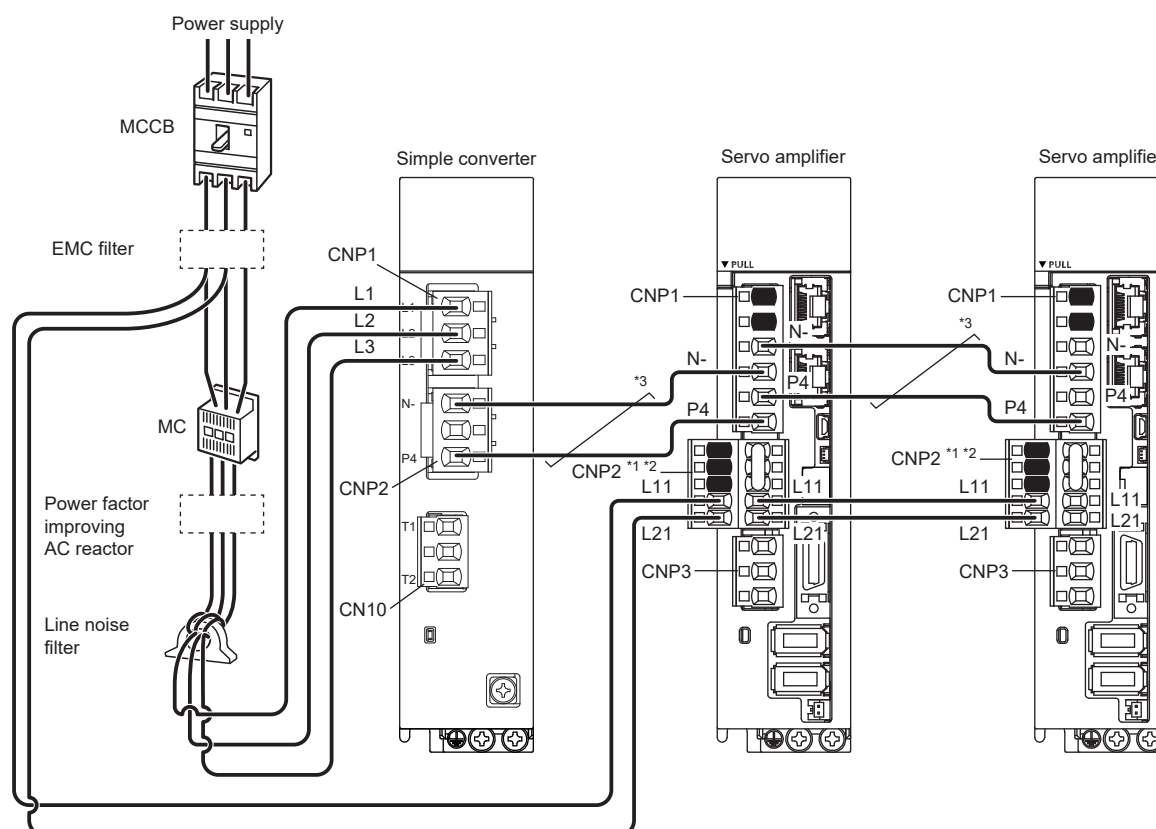 Power supply
MCCB
Simple converter
Servo amplifier
Servo amplifie
EMC filter
CNP1
▼ PULL
▼ PULL
L1
L2
L3
CNP1
N-
N-
*3
CNP1
N-
N-
*3
MC
N-
P4
P4
P4
P4
P4
CNP2
CNP2 *1 *2
L11
L11
L21
L21
CNP2 *1 *2
L11
L11
L21
L21
Power factor
improving
AC reactor
T1
T2
CN10
CNP3
CNP3
Line noise
filter